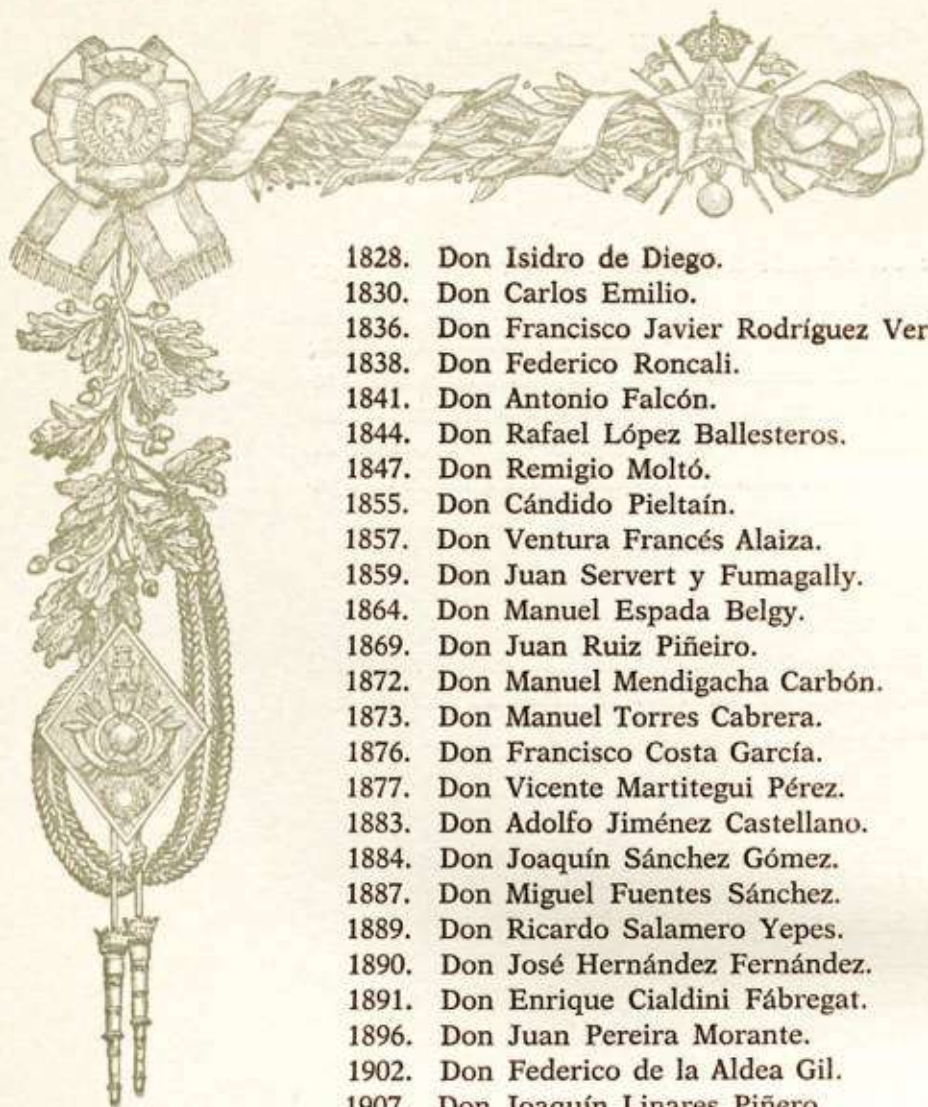 1828. Don Isidro de Diego.
1830. Don Carlos Emilio.
1836. Don Francisco Javier Rodríguez Ver
1838. Don Federico Roncali.
1841. Don Antonio Falcón.
1844. Don Rafael López Ballesteros.
1847. Don Remigio Moltó.
1855. Don Cándido Pieltaín.
1857. Don Ventura Francés Alaiza.
1859. Don Juan Servert y Fumagally.
1864. Don Manuel Espada Belgy.
1869. Don Juan Ruiz Piñeiro.
1872. Don Manuel Mendigacha Carbón.
1873. Don Manuel Torres Cabrera.
1876. Don Francisco Costa García.
1877. Don Vicente Martitegui Pérez.
1883. Don Adolfo Jiménez Castellano.
1884. Don Joaquín Sánchez Gómez.
1887. Don Miguel Fuentes Sánchez.
1889. Don Ricardo Salamero Yepes.
1890. Don José Hernández Fernández.
1891. Don Enrique Cialdini Fábregat.
1896. Don Juan Pereira Morante.
1902. Don Federico de la Aldea Gil.
1907. Don Joaquín Linares Piñero